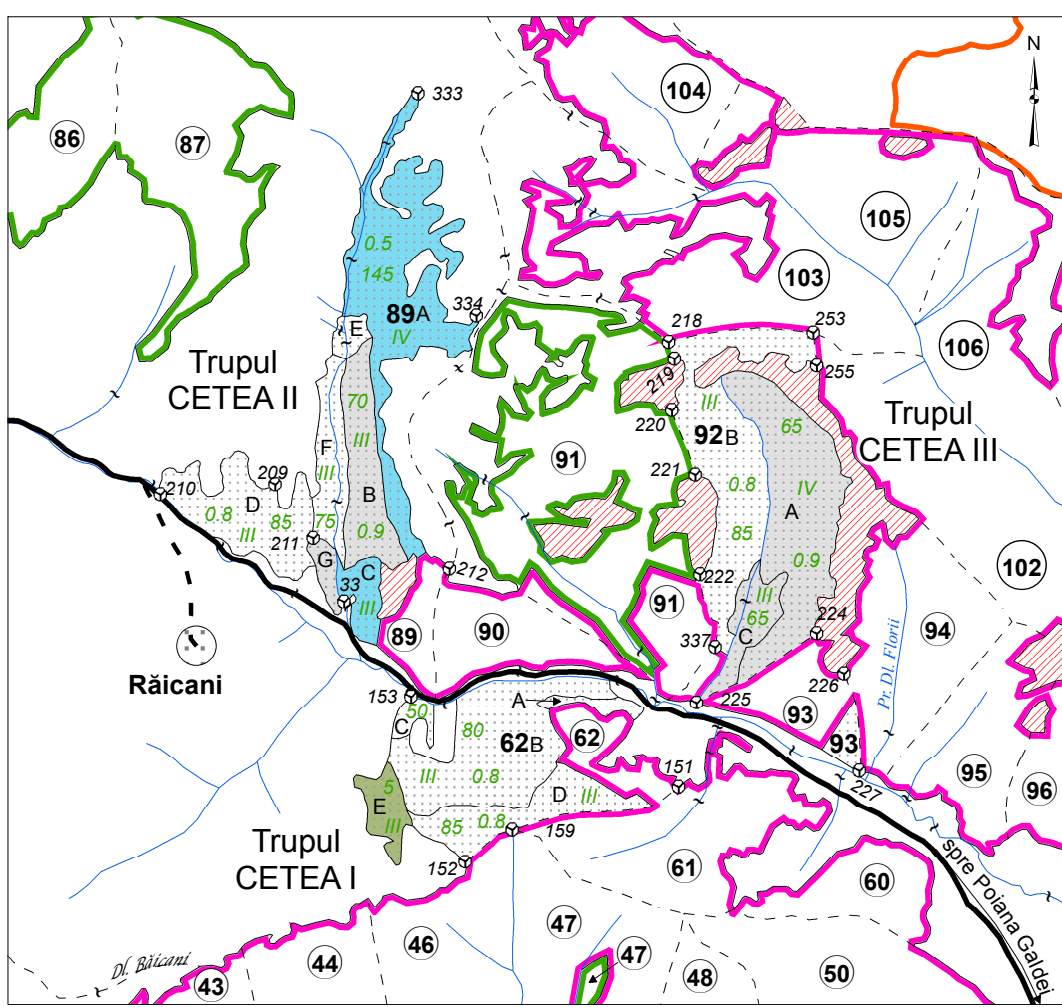 N
333
104
86
87
105
0.5
145
103
334
89A
IV
218
253
E
106
219
255
Trupul
CETEA II
III
65
Trupul
CETEA III
70
220
92B
III
F
91
221
209
III
IV
210
D
B
0.8
A
0.8
85
75
0.9
85
0.9
III
211
G
C
222
212
III
102
33
III
91
65
224
89
90
C
94
337
Pr. Dl. Florii
226
Răicani
153
50
A
225
93
C
80
62B
62
93
151
227
95
96
E
5
III
III
0.8
D
III
85
0.8
159
152
61
60
Trupul
CETEA I
spre Poiana Galdei
47
46
44
43
Dl. Băicani
47
48
50